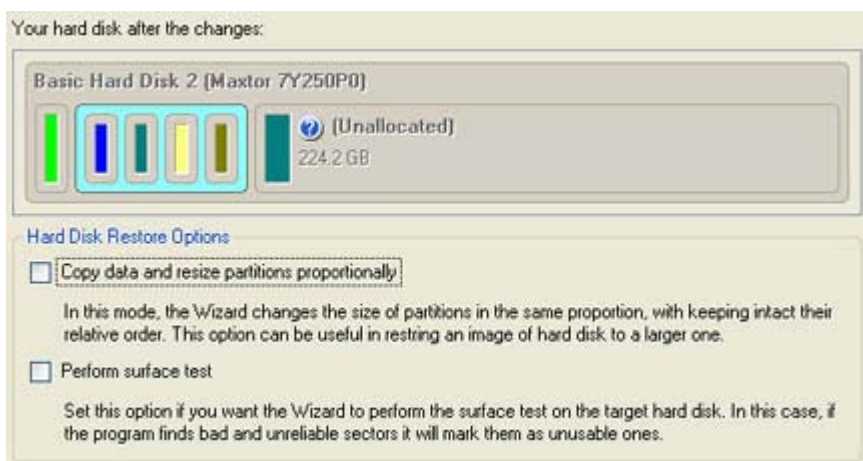 Your hard disk after the changes:
Basic Hard Disk 2 (Maxtor 7Y250P0)
(Unallocated)
224.2 GB
Hard Disk Restore Options
Copy data and resize partitions proportionally
In this mode, the Wizard changes the size of partitions in the same proportion, with keeping intact their
relative order. This option can be useful in restring an image of hard disk to a larger one.
Perform surface test
Set this option if you want the Wizard to perform the surface test on the target hard disk. In this case, if
the program finds bad and unreliable sectors it will mark them as unusable ones.